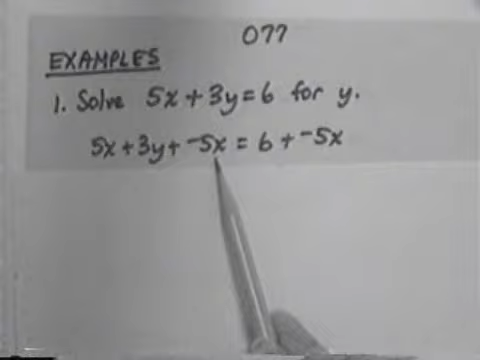 077
EXAMPLES
1. Solve 5x + 3y = 6 for y.
5x + 3y + ⁻5x = 6 + ⁻5x